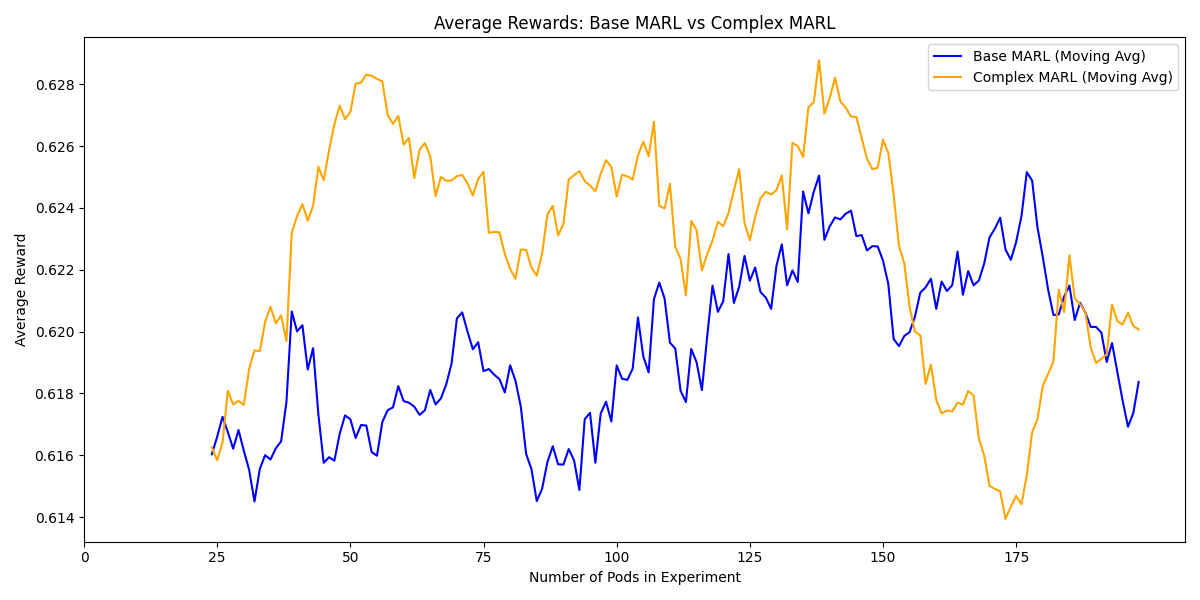 Average Rewards: Base MARL vs Complex MARL
Base MARL (Moving Avg)
Complex MARL (Moving Avg)
Average Reward
0.628
0.626
0.624
0.622
0.620
0.618
0.616
0.614
0 25 50 75 100 125 150 175
Number of Pods in Experiment